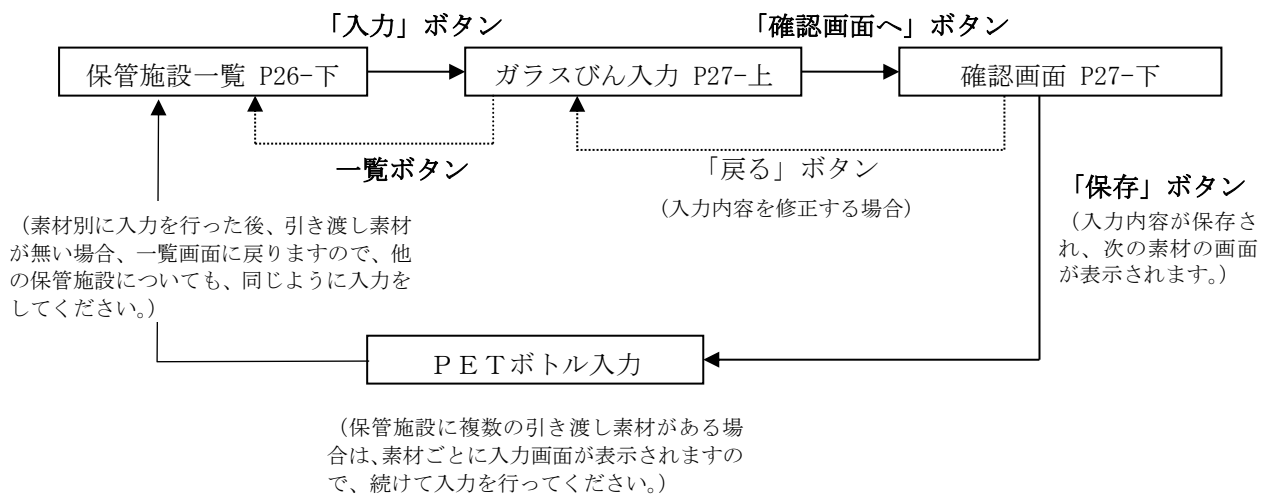 「入力」ボタン
「確認画面へ」ボタン
保管施設一覧 P26-下
ガラスびん入力 P27-上
確認画面 P27-下
一覧ボタン
「戻る」ボタン
（入力内容を修正する場合）
「保存」ボタン
（入力内容が保存さ
れ、次の素材の画面
が表示されます。）
（素材別に入力を行った後、引き渡し素材
が無い場合、一覧画面に戻りますので、他
の保管施設についても、同じように入力を
してください。）
ＰＥＴボトル入力
（保管施設に複数の引き渡し素材がある場
合は、素材ごとに入力画面が表示されますの
で、続けて入力を行ってください。）